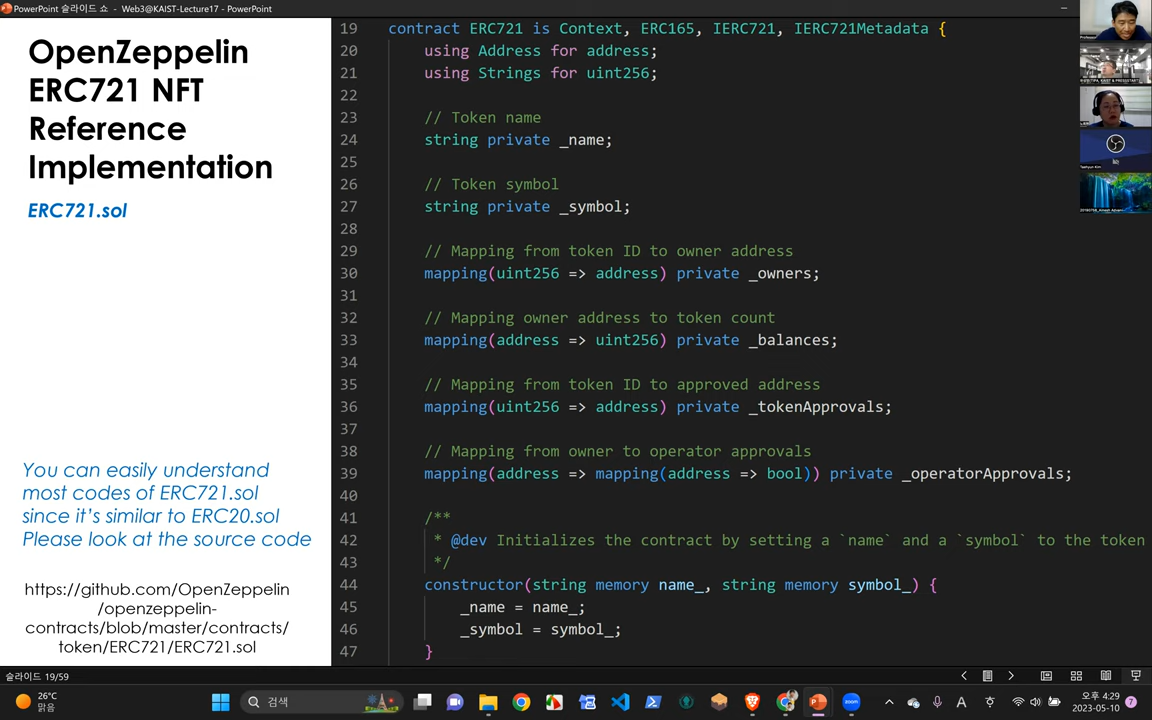 PowerPoint 슬라이드 쇼 - Web3@KAIST-Lecture17 - PowerPoint
OpenZeppelin
ERC721 NFT
Reference
Implementation
ERC721.sol
You can easily understand
most codes of ERC721.sol
since it's similar to ERC20.sol
Please look at the source code
https://github.com/OpenZeppelin
/openzeppelin-
contracts/blob/master/contracts/
token/ERC721/ERC721.sol
19 contract ERC721 is Context, ERC165, IERC721, IERC721Metadata {
20 using Address for address;
21 using Strings for uint256;
22
23 // Token name
24 string private _name;
25
26 // Token symbol
27 string private _symbol;
28
29 // Mapping from token ID to owner address
30 mapping(uint256 => address) private _owners;
31
32 // Mapping owner address to token count
33 mapping(address => uint256) private _balances;
34
35 // Mapping from token ID to approved address
36 mapping(uint256 => address) private _tokenApprovals;
37
38 // Mapping from owner to operator approvals
39 mapping(address => mapping(address => bool)) private _operatorApprovals;
40
41 /**
42 * @dev Initializes the contract by setting a `name` and a `symbol` to the token
43 */
44 constructor(string memory name_, string memory symbol_) {
45 _name = name_;
46 _symbol = symbol_;
47 }
슬라이드 19/59
26°C
맑음
검색
A
오후 4:29
2023-05-10
7